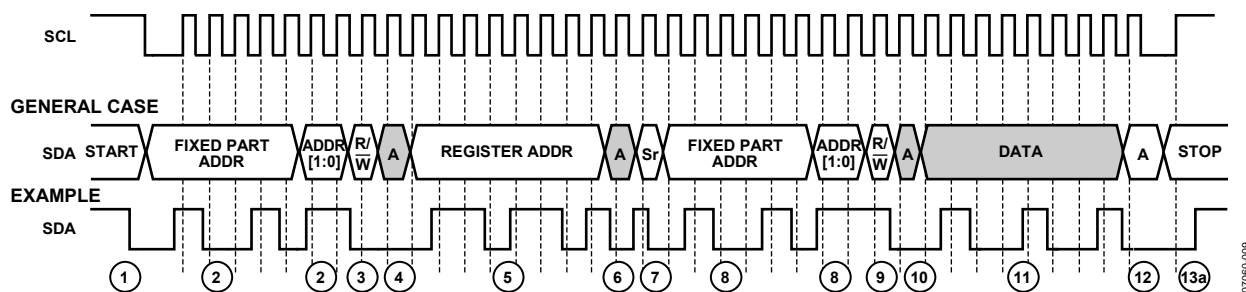 SCL
GENERAL CASE
SDA START FIXED PART ADDR ADDR [1:0] R/W A REGISTER ADDR A Sr FIXED PART ADDR ADDR [1:0] R/W A DATA A STOP
EXAMPLE
SDA
1 2 2 3 4 5 6 7 8 8 9 10 11 12 13a
07060-009